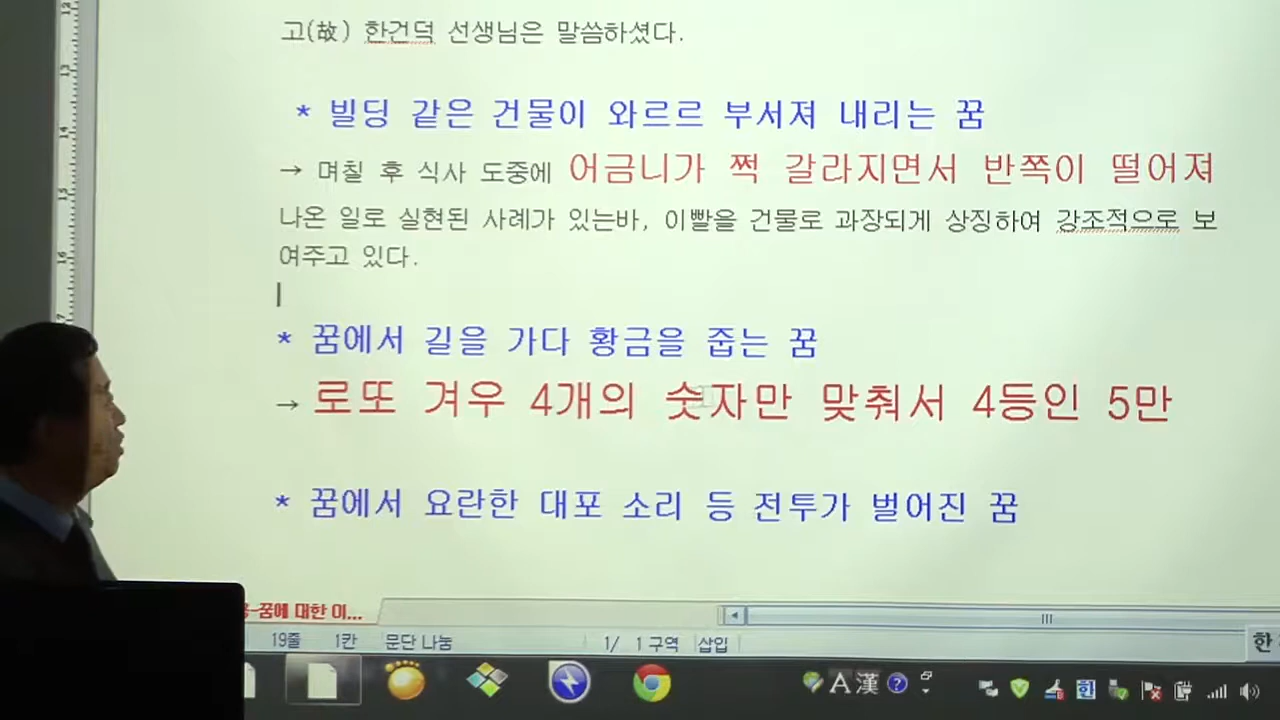 고(故) 한건덕 선생님은 말씀하셨다.
* 빌딩 같은 건물이 와르르 부서져 내리는 꿈
→ 며칠 후 식사 도중에 어금니가 쩍 갈라지면서 반쪽이 떨어져
나온 일로 실현된 사례가 있는바, 이빨을 건물로 과장되게 상징하여 강조적으로 보
여주고 있다.
* 꿈에서 길을 가다 황금을 줍는 꿈
→ 로또 겨우 4개의 숫자만 맞춰서 4등인 5만
* 꿈에서 요란한 대포 소리 등 전투가 벌어진 꿈
-꿈에 대한 이...
19줄 1칸 문단 나눔 1/ 1 구역 삽입 한
A 漢 ? 한